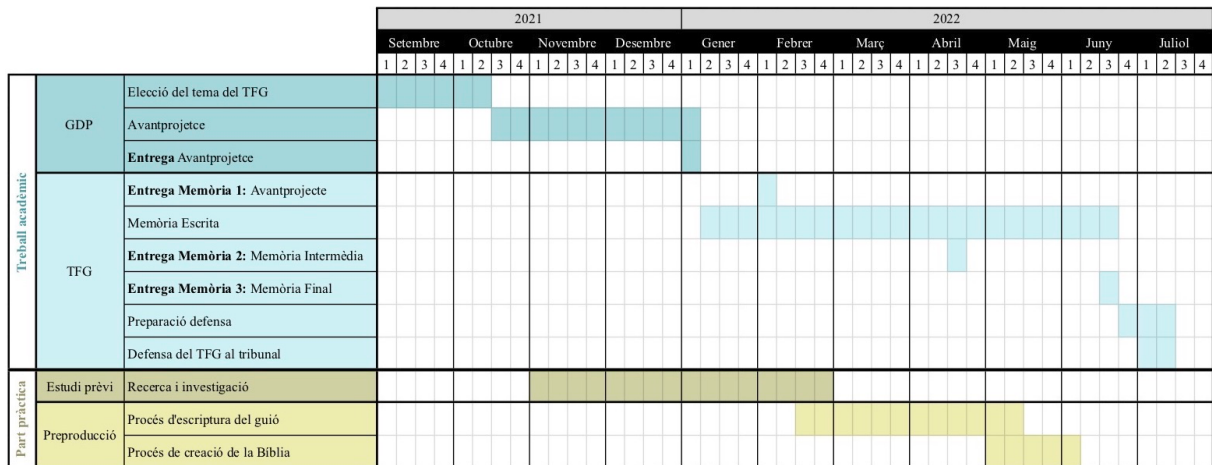 2021 2022
Setembre Octubre Novembre Desembre Gener Febrer Març Abril Maig Juny Juliol
1 2 3 4 1 2 3 4 1 2 3 4 1 2 3 4 1 2 3 4 1 2 3 4 1 2 3 4 1 2 3 4 1 2 3 4 1 2 3 4 1 2 3 4
Treball acadèmic
GDP
Elecció del tema del TFG
Avantprojetce
Entrega Avantprojetce
TFG
Entrega Memòria 1: Avantprojecte
Memòria Escrita
Entrega Memòria 2: Memòria Intermèdia
Entrega Memòria 3: Memòria Final
Preparació defensa
Defensa del TFG al tribunal
Part pràctica
Estudi prèvi
Recerca i investigació
Preproducció
Procés d'escriptura del guió
Procés de creació de la Bíblia